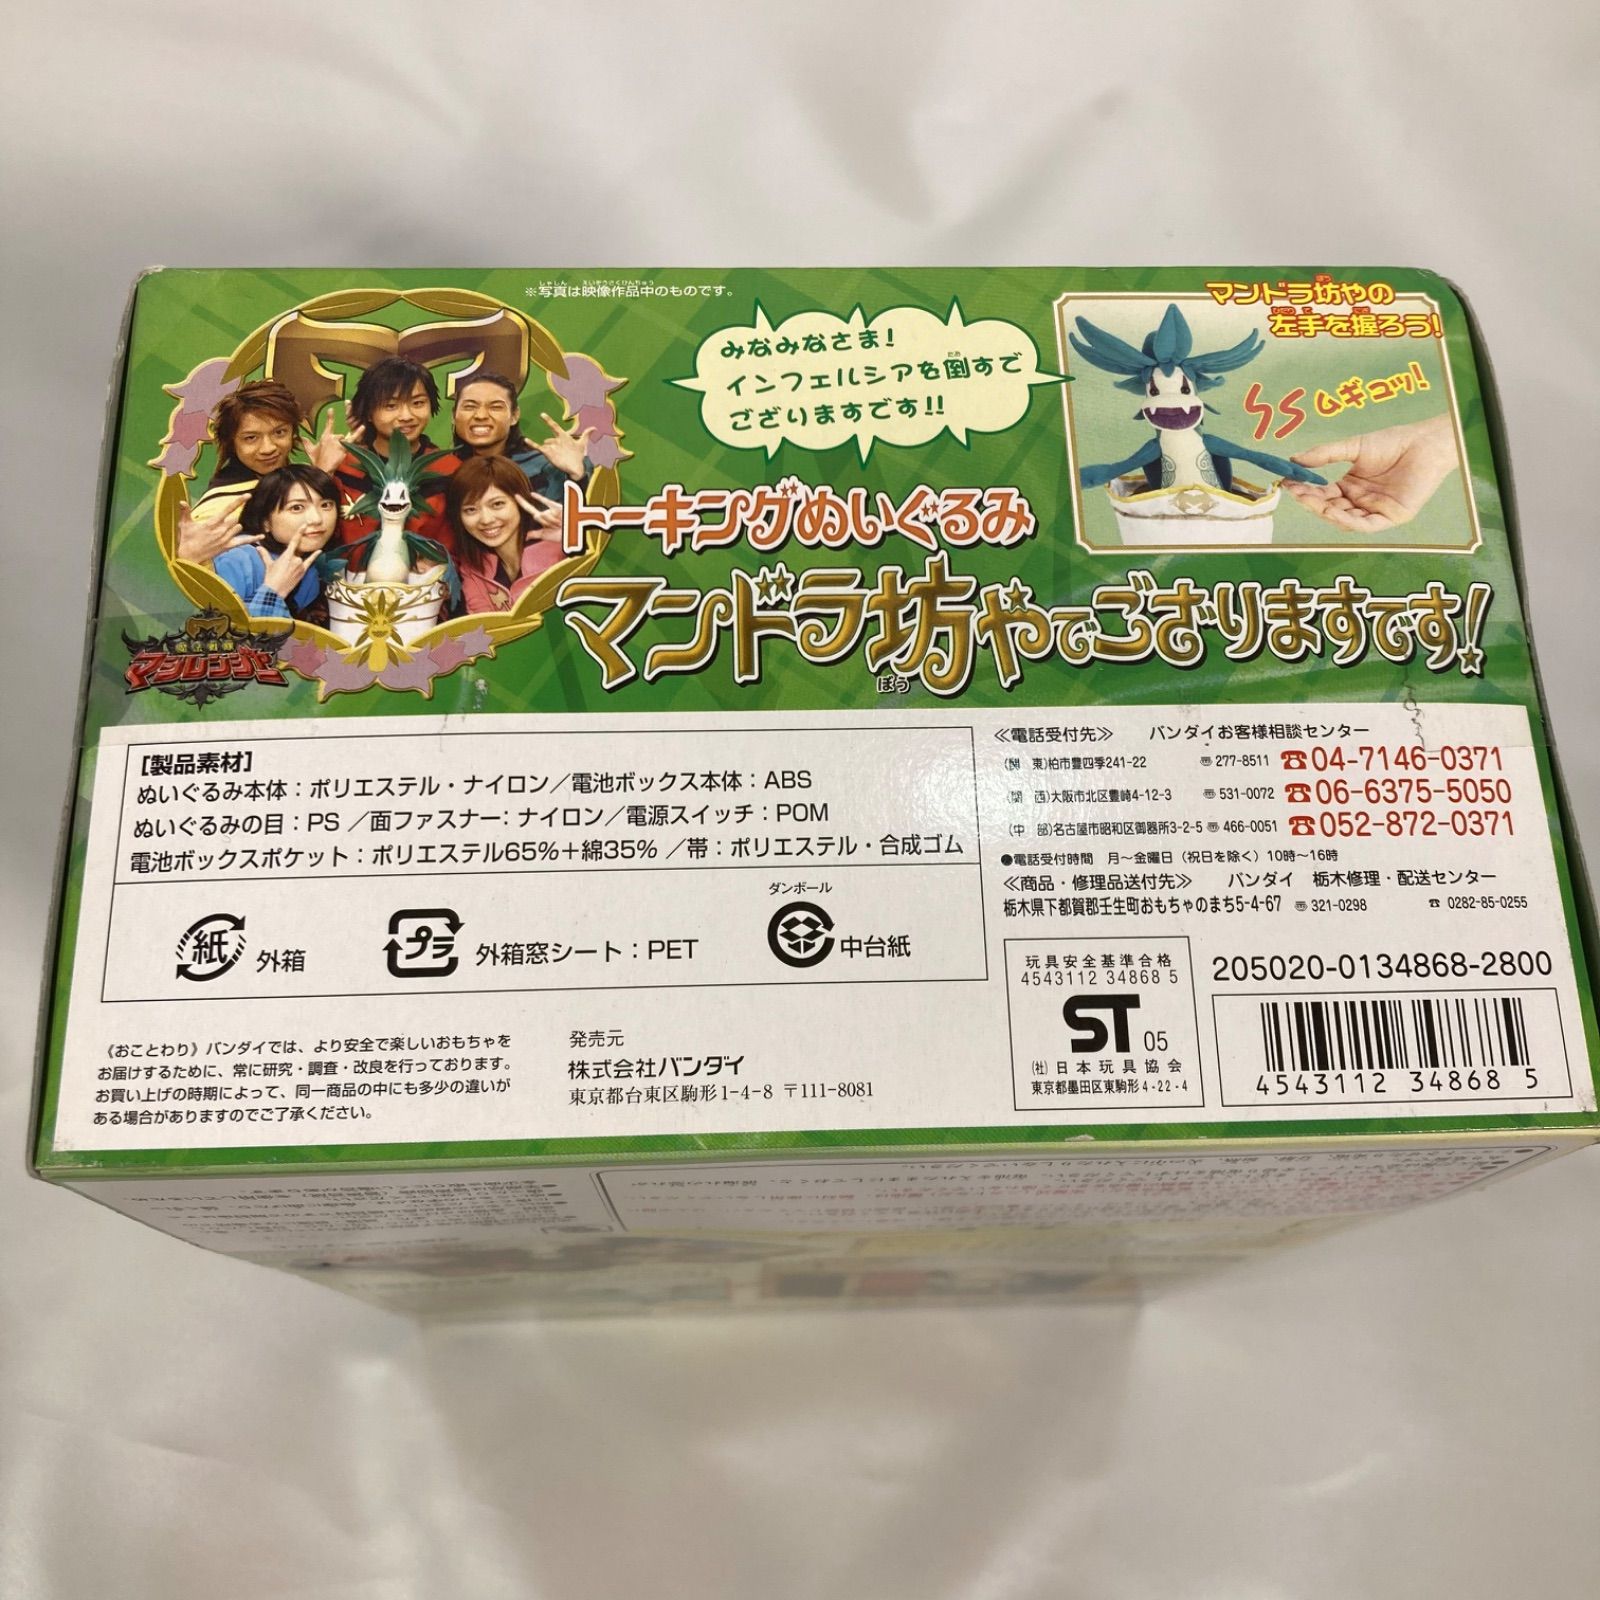 ※写真は映像作品中のものです。
みなみなさま!
インフェルシアを倒すで
ございますです!!
マンドラ坊やの
左手を握ろう!
ムギュッ!
トーキングぬいぐるみ
マンドラ坊やでござりますです!
魔法戦隊
マジレンジャー
[製品素材]
ぬいぐるみ本体：ポリエステル・ナイロン／電池ボックス本体：ABS
ぬいぐるみの目：PS ／面ファスナー：ナイロン／電源スイッチ：POM
電池ボックスポケット：ポリエステル65%＋綿35% ／帯：ポリエステル・合成ゴム
紙 外箱
プラ 外箱窓シート：PET
ダンボール
中台紙
《おことわり》バンダイでは、より安全で楽しいおもちゃを
お届けするために、常に研究・調査・改良を行っております。
お買い上げの時期によって、同一商品の中にも多少の違いが
ある場合がありますのでご了承ください。
発売元
株式会社バンダイ
東京都台東区駒形1-4-8 〒111-8081
≪電話受付先≫ バンダイお客様相談センター
(関 東)柏市豊四季241-22 〠277-8511 ☎04-7146-0371
(関 西)大阪市北区豊崎4-12-3 〠531-0072 ☎06-6375-5050
(中 部)名古屋市昭和区御器所3-2-5 〠466-0051 ☎052-872-0371
●電話受付時間 月～金曜日（祝日を除く）10時～16時
≪商品・修理品送付先≫ バンダイ 栃木修理・配送センター
栃木県下都賀郡壬生町おもちゃのまち5-4-67 〠321-0298 ☎0282-85-0255
玩具安全基準合格
4543112 34868 5
ST 05
(社)日本玩具協会
東京都墨田区東駒形4-22-4
205020-0134868-2800
4543112 34868 5